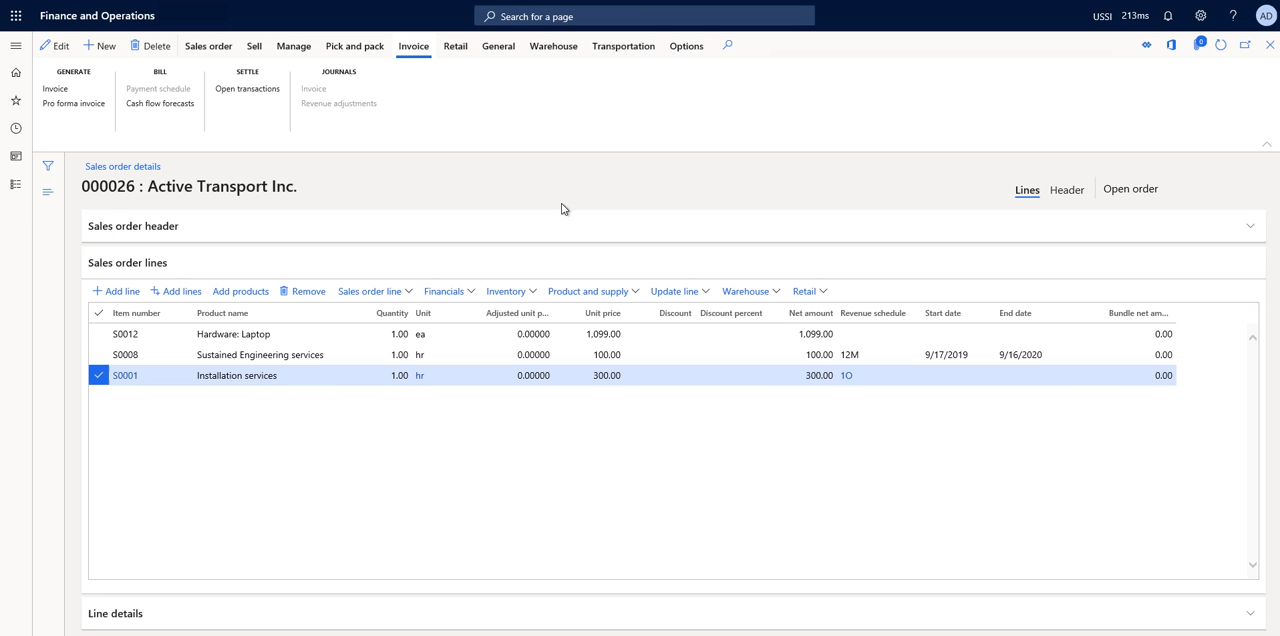 Finance and Operations
Search for a page
USSI 213ms ? AD
Edit New Delete Sales order Sell Manage Pick and pack Invoice Retail General Warehouse Transportation Options 0
GENERATE BILL SETTLE JOURNALS
Invoice Payment schedule Open transactions Invoice
Pro forma invoice Cash flow forecasts Revenue adjustments
Sales order details
000026 : Active Transport Inc.
Lines Header Open order
Sales order header
Sales order lines
Add line Add lines Add products Remove Sales order line Financials Inventory Product and supply Update line Warehouse Retail
Item number Product name Quantity Unit Adjusted unit p... Unit price Discount Discount percent Net amount Revenue schedule Start date End date Bundle net am...
S0012 Hardware: Laptop 1.00 ea 0.00000 1,099.00 1,099.00 0.00
S0008 Sustained Engineering services 1.00 hr 0.00000 100.00 100.00 12M 9/17/2019 9/16/2020 0.00
S0001 Installation services 1.00 hr 0.00000 300.00 300.00 1O 0.00
Line details